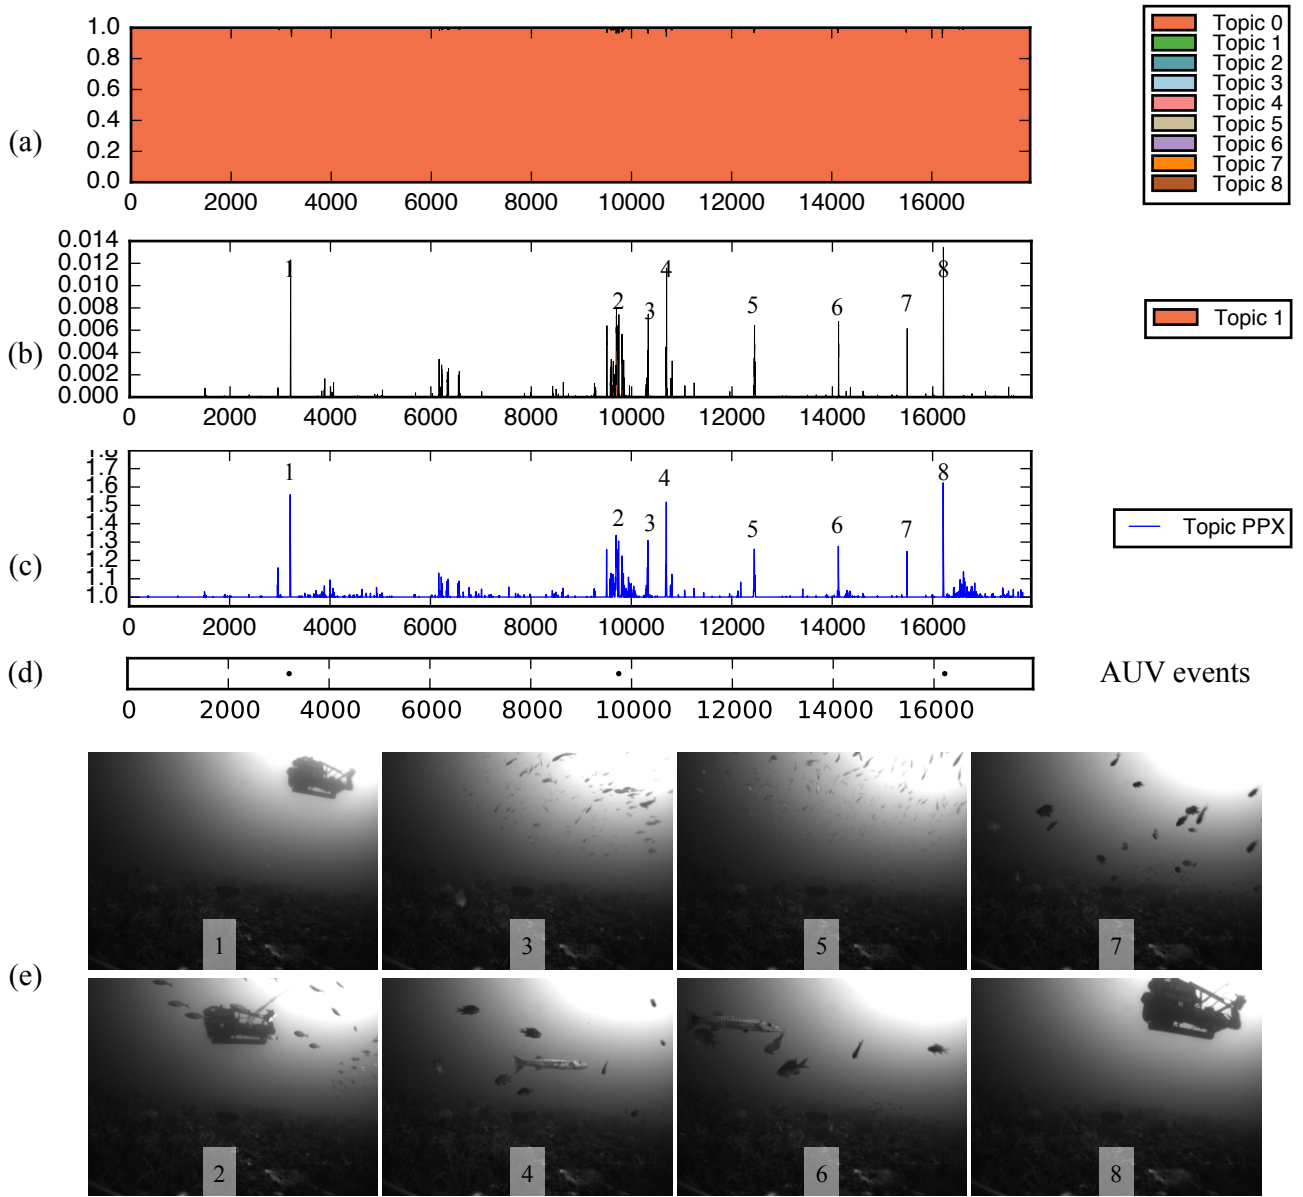 (a)
1.0
0.8
0.6
0.4
0.2
0.0
0 2000 4000 6000 8000 10000 12000 14000 16000
Topic 0
Topic 1
Topic 2
Topic 3
Topic 4
Topic 5
Topic 6
Topic 7
Topic 8
(b)
0.014
0.012
0.010
0.008
0.006
0.004
0.002
0.000
1 2 3 4 5 6 7 8
0 2000 4000 6000 8000 10000 12000 14000 16000
Topic 1
(c)
1.8
1.7
1.6
1.5
1.4
1.3
1.2
1.1
1.0
1 2 3 4 5 6 7 8
0 2000 4000 6000 8000 10000 12000 14000 16000
Topic PPX
(d)
0 2000 4000 6000 8000 10000 12000 14000 16000
AUV events
(e)
1 3 5 7
2 4 6 8